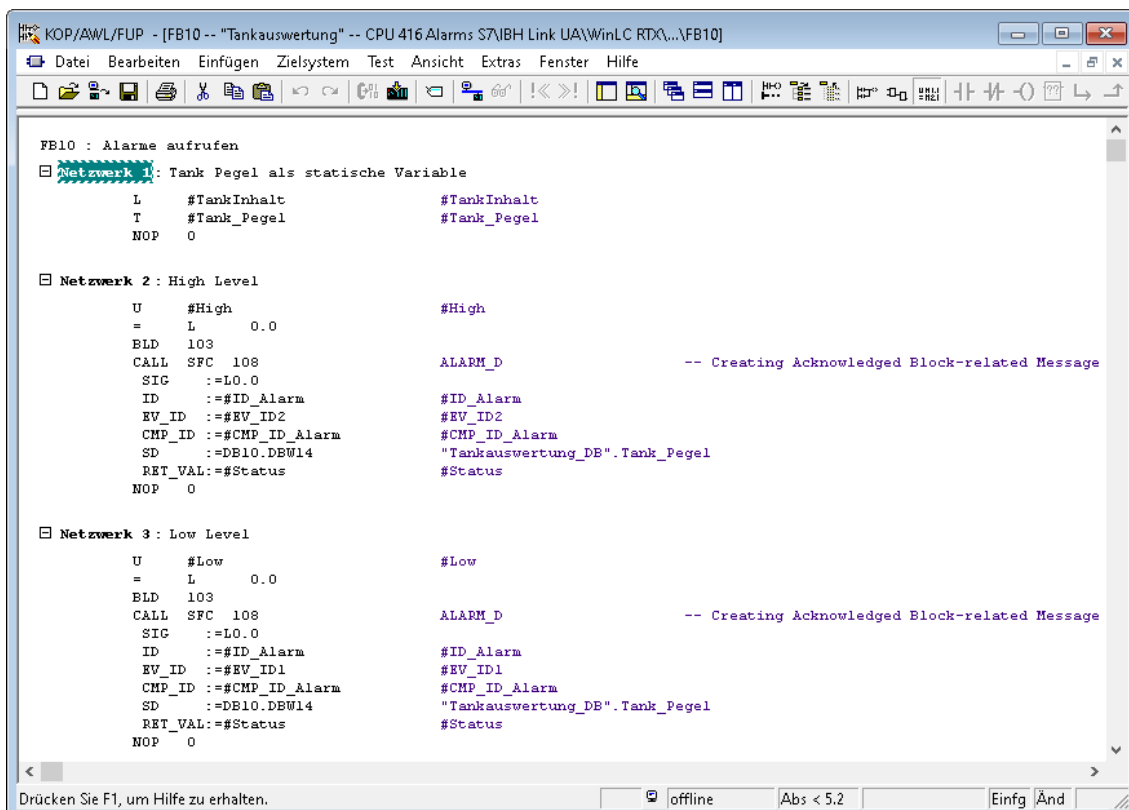 KOP/AWL/FUP - [FB10 -- "Tankauswertung" -- CPU 416 Alarms S7\IBH Link UA\WinLC RTX\...\FB10]
Datei Bearbeiten Einfügen Zielsystem Test Ansicht Extras Fenster Hilfe
FB10 : Alarme aufrufen
Netzwerk 1: Tank Pegel als statische Variable
L #TankInhalt #TankInhalt
T #Tank_Pegel #Tank_Pegel
NOP 0
Netzwerk 2 : High Level
U #High #High
= L 0.0
BLD 103
CALL SFC 108 ALARM_D -- Creating Acknowledged Block-related Message
SIG :=L0.0
ID :=#ID_Alarm #ID_Alarm
EV_ID :=#EV_ID2 #EV_ID2
CMP_ID :=#CMP_ID_Alarm #CMP_ID_Alarm
SD :=DB10.DBW14 "Tankauswertung_DB".Tank_Pegel
RET_VAL:=#Status #Status
NOP 0
Netzwerk 3 : Low Level
U #Low #Low
= L 0.0
BLD 103
CALL SFC 108 ALARM_D -- Creating Acknowledged Block-related Message
SIG :=L0.0
ID :=#ID_Alarm #ID_Alarm
EV_ID :=#EV_ID1 #EV_ID1
CMP_ID :=#CMP_ID_Alarm #CMP_ID_Alarm
SD :=DB10.DBW14 "Tankauswertung_DB".Tank_Pegel
RET_VAL:=#Status #Status
NOP 0
Drücken Sie F1, um Hilfe zu erhalten. offline Abs < 5.2 Einfg Änd